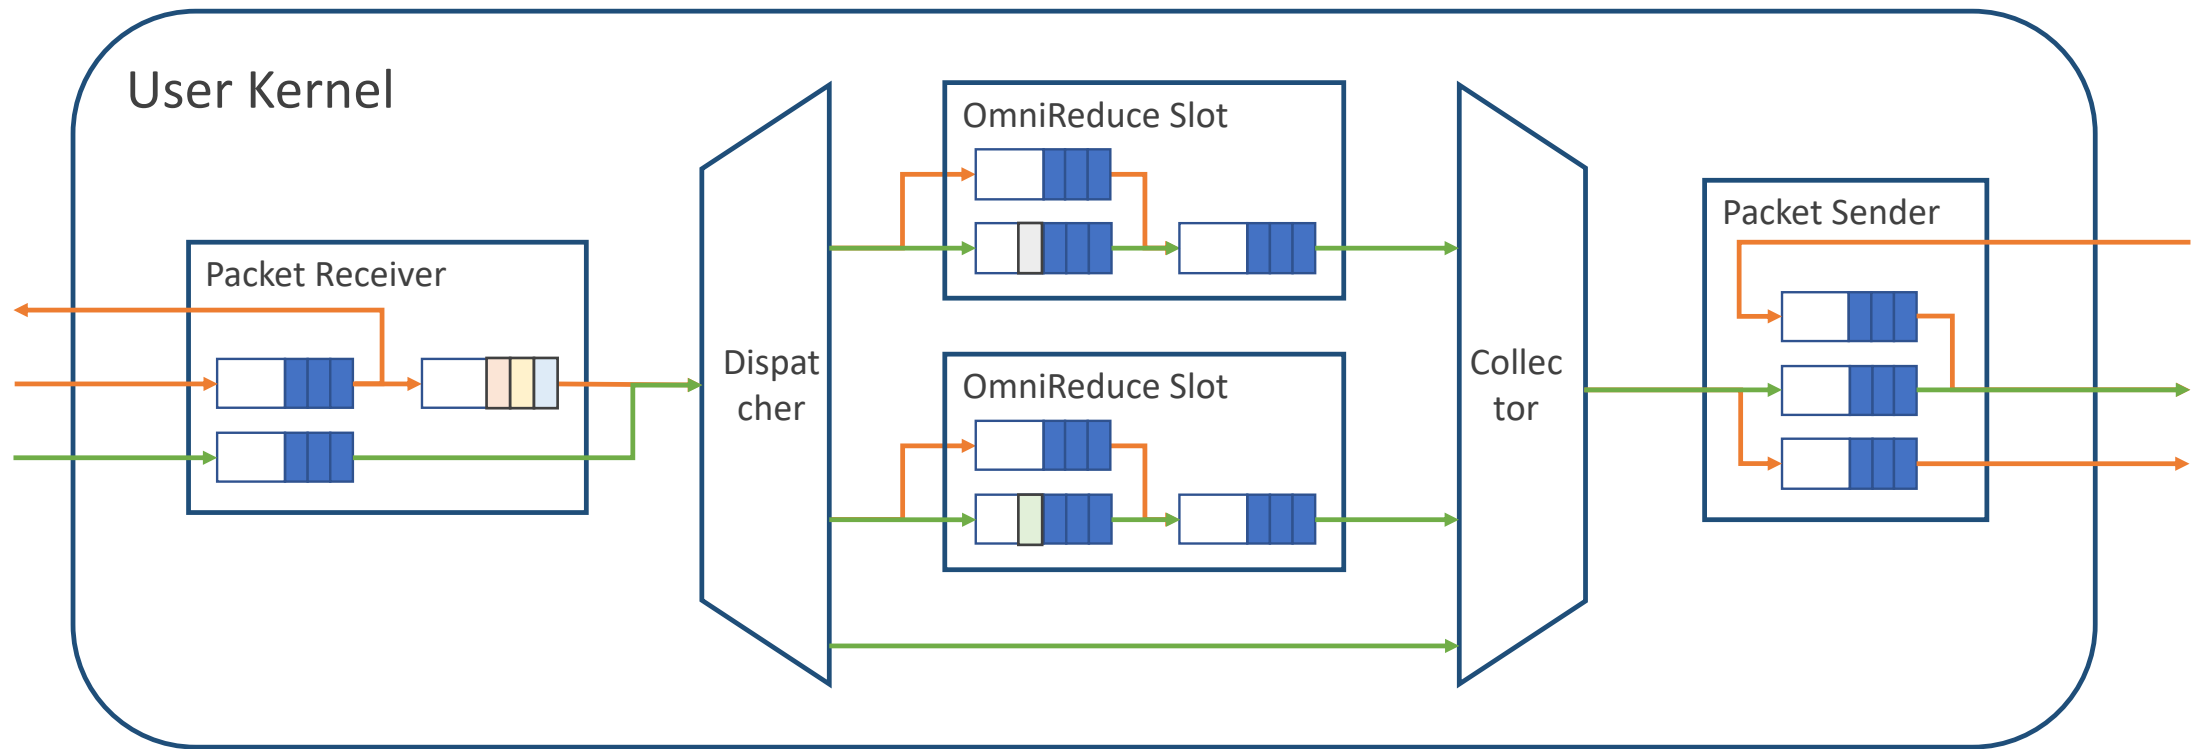 User Kernel
Packet Receiver
Dispat
cher
OmniReduce Slot
OmniReduce Slot
Collec
tor
Packet Sender